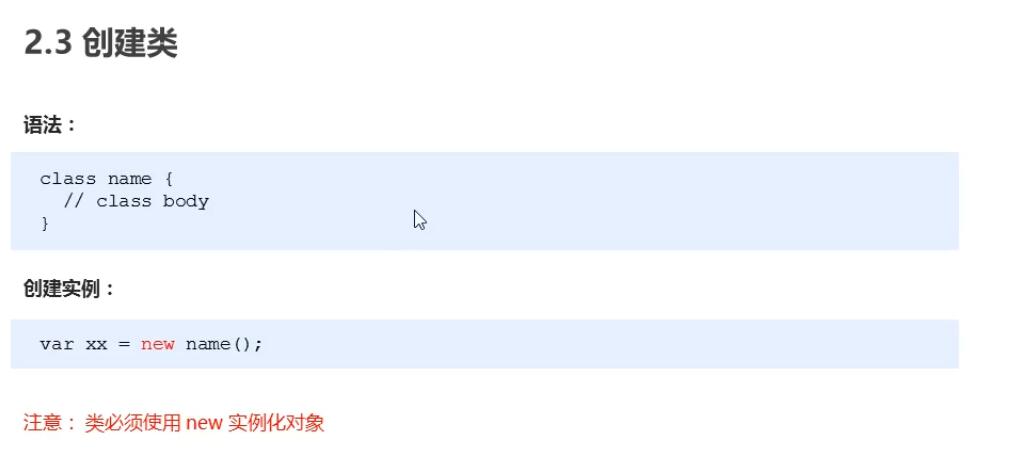 2.3 创建类
语法：
class name {
  // class body
}
创建实例：
var xx = new name();
注意： 类必须使用 new 实例化对象